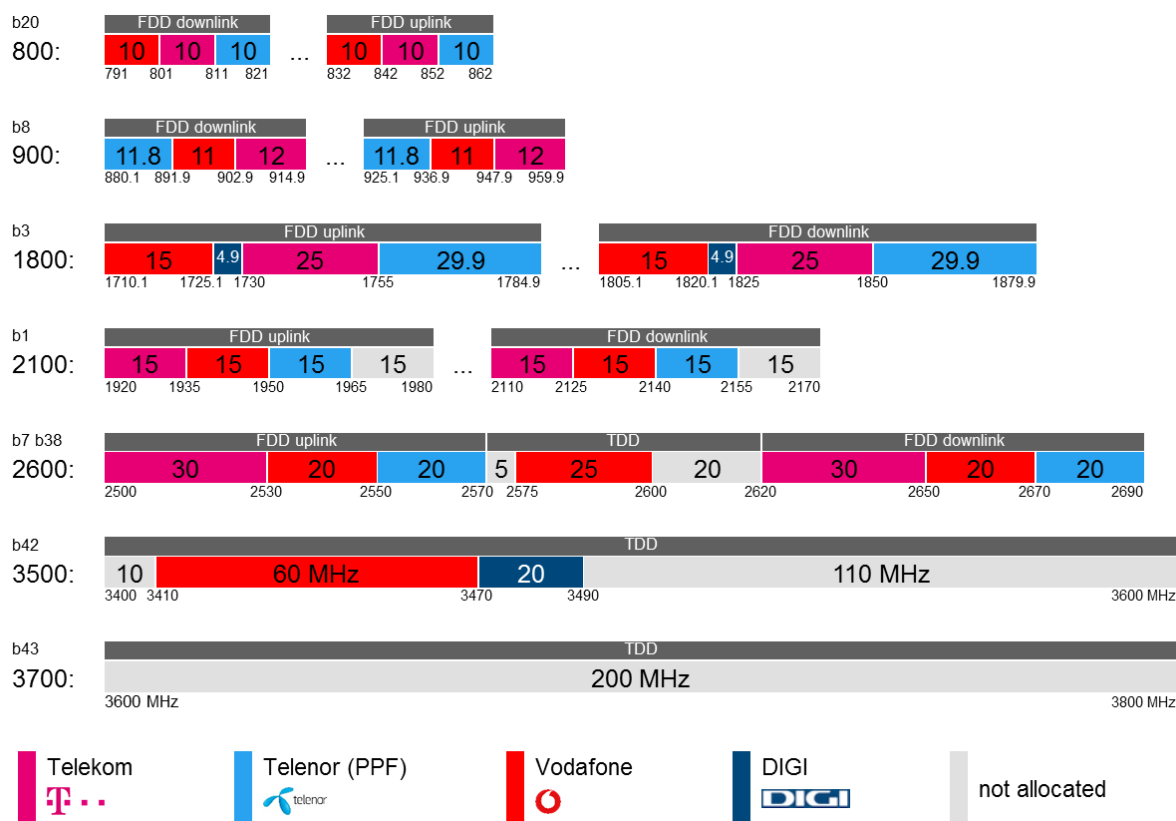 b20
FDD downlink FDD uplink
800: 10 10 10 ... 10 10 10
791 801 811 821 832 842 852 862
b8
FDD downlink FDD uplink
900: 11.8 11 12 ... 11.8 11 12
880.1 891.9 902.9 914.9 925.1 936.9 947.9 959.9
b3
FDD uplink FDD downlink
1800: 15 4.9 25 29.9 ... 15 4.9 25 29.9
1710.1 1725.1 1730 1755 1784.9 1805.1 1820.1 1825 1850 1879.9
b1
FDD uplink FDD downlink
2100: 15 15 15 15 ... 15 15 15 15
1920 1935 1950 1965 1980 2110 2125 2140 2155 2170
b7 b38
FDD uplink TDD FDD downlink
2600: 30 20 20 5 25 20 30 20 20
2500 2530 2550 2570 2575 2600 2620 2650 2670 2690
b42
TDD
3500: 10 60 MHz 20 110 MHz
3400 3410 3470 3490 3600 MHz
b43
TDD
3700: 200 MHz
3600 MHz 3800 MHz
Telekom Telenor (PPF) Vodafone DIGI not allocated
T telenor DIGI